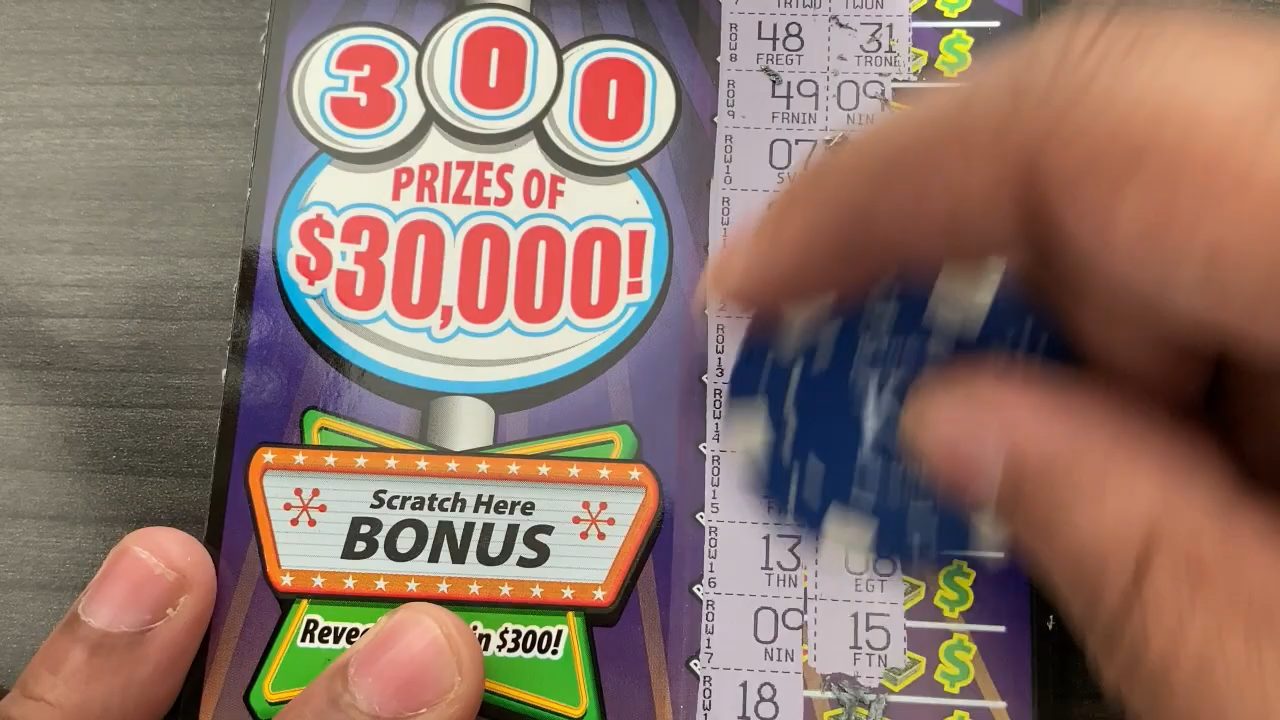 300
PRIZES OF
$30,000!
Scratch Here
BONUS
$300!
TWON
ROW 8 48 31
FREGT TRONE
ROW 9 49 09
FRNIN NIN
ROW 10 07
ROW 13
ROW 14
ROW 15
ROW 16 13 08
THN EGT
ROW 17 09 15
NIN FTN
18